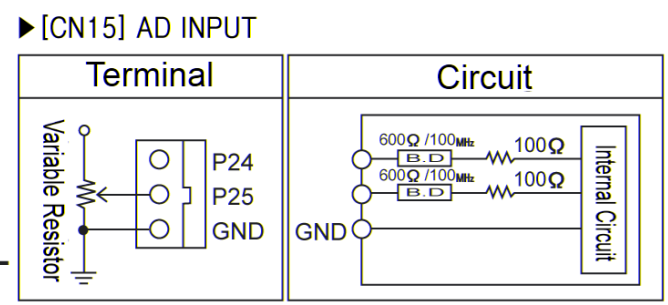 ▶[CN15] AD INPUT
Terminal
Circuit
Variable Resistor
P24
P25
GND
600Ω /100MHz
B.D
100Ω
600Ω /100MHz
B.D
100Ω
GND
Internal Circuit